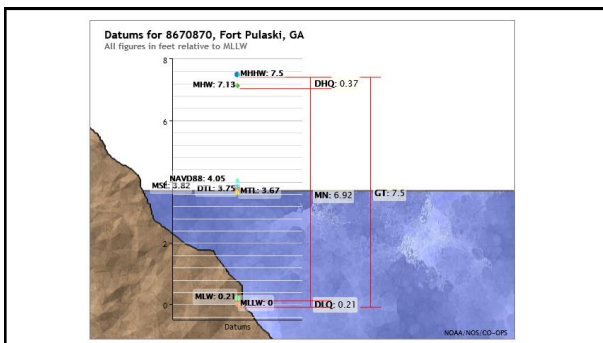 Datums for 8670870, Fort Pulaski, GA
All figures in feet relative to MLLW
8
MHHW: 7.5
MHW: 7.13
DHQ: 0.37
6
4
NAVD88: 4.05
MSL: 3.82
DTL: 3.75
MTL: 3.67
MN: 6.92
GT: 7.5
2
MLW: 0.21
MLLW: 0
DLQ: 0.21
0
Datums
NOAA/NOS/CO-OPS